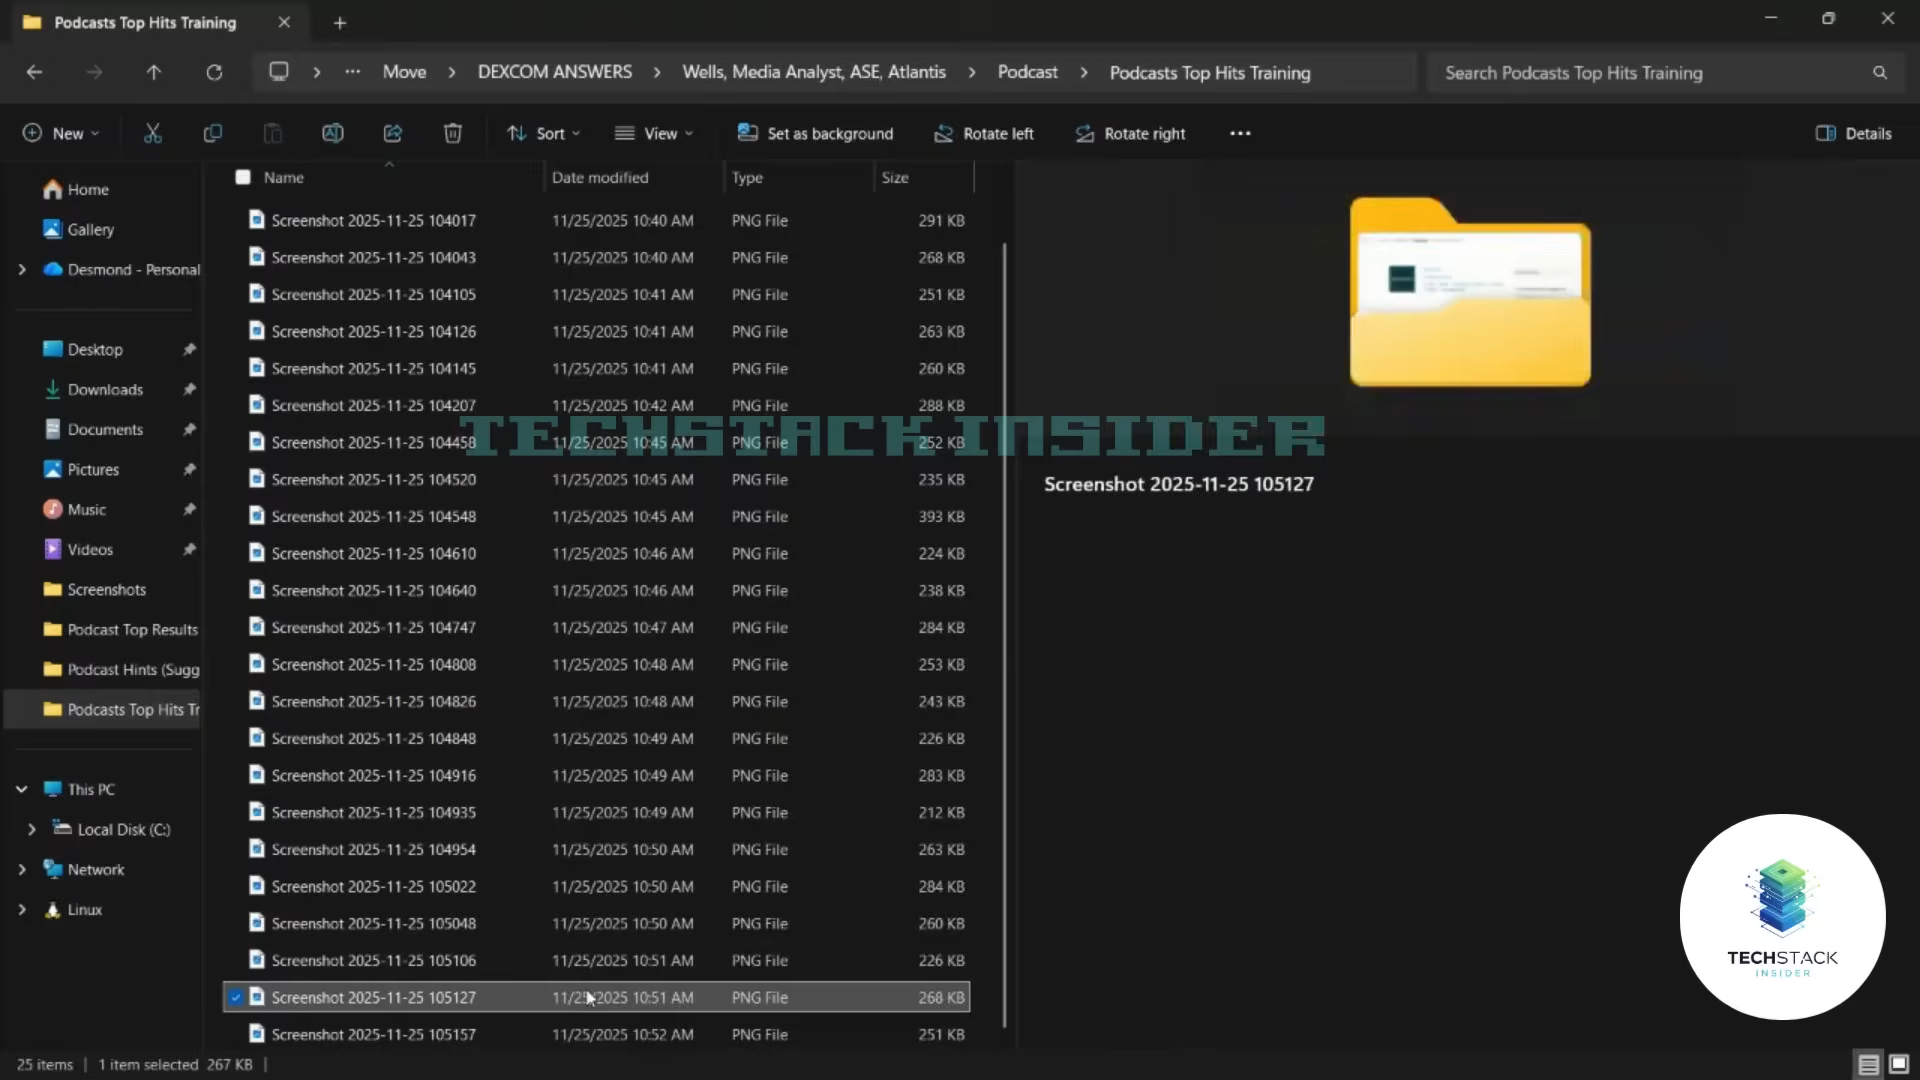 Podcasts Top Hits Training
Move
DEXCOM ANSWERS
Wells, Media Analyst, ASE, Atlantis
Podcast
Podcasts Top Hits Training
Search Podcasts Top Hits Training
New
Sort
View
Set as background
Rotate left
Rotate right
Details
Name Date modified Type Size
Home
Gallery
Desmond - Personal
Desktop
Downloads
Documents
Pictures
Music
Videos
Screenshots
Podcast Top Results
Podcast Hints (Sugg
Podcasts Top Hits Tr
This PC
Local Disk (C:)
Network
Linux
Screenshot 2025-11-25 104017 11/25/2025 10:40 AM PNG File 291 KB
Screenshot 2025-11-25 104043 11/25/2025 10:40 AM PNG File 268 KB
Screenshot 2025-11-25 104105 11/25/2025 10:41 AM PNG File 251 KB
Screenshot 2025-11-25 104126 11/25/2025 10:41 AM PNG File 263 KB
Screenshot 2025-11-25 104145 11/25/2025 10:41 AM PNG File 260 KB
Screenshot 2025-11-25 104207 11/25/2025 10:42 AM PNG File 288 KB
Screenshot 2025-11-25 104458 11/25/2025 10:45 AM PNG File 252 KB
Screenshot 2025-11-25 104520 11/25/2025 10:45 AM PNG File 235 KB
Screenshot 2025-11-25 104548 11/25/2025 10:45 AM PNG File 393 KB
Screenshot 2025-11-25 104610 11/25/2025 10:46 AM PNG File 224 KB
Screenshot 2025-11-25 104640 11/25/2025 10:46 AM PNG File 238 KB
Screenshot 2025-11-25 104747 11/25/2025 10:47 AM PNG File 284 KB
Screenshot 2025-11-25 104808 11/25/2025 10:48 AM PNG File 253 KB
Screenshot 2025-11-25 104826 11/25/2025 10:48 AM PNG File 243 KB
Screenshot 2025-11-25 104848 11/25/2025 10:49 AM PNG File 226 KB
Screenshot 2025-11-25 104916 11/25/2025 10:49 AM PNG File 283 KB
Screenshot 2025-11-25 104935 11/25/2025 10:49 AM PNG File 212 KB
Screenshot 2025-11-25 104954 11/25/2025 10:50 AM PNG File 263 KB
Screenshot 2025-11-25 105022 11/25/2025 10:50 AM PNG File 284 KB
Screenshot 2025-11-25 105048 11/25/2025 10:50 AM PNG File 260 KB
Screenshot 2025-11-25 105106 11/25/2025 10:51 AM PNG File 226 KB
Screenshot 2025-11-25 105127 11/25/2025 10:51 AM PNG File 268 KB
Screenshot 2025-11-25 105157 11/25/2025 10:52 AM PNG File 251 KB
TECHSTACK INSIDER
Screenshot 2025-11-25 105127
TECHSTACK
INSIDER
25 items 1 item selected 267 KB